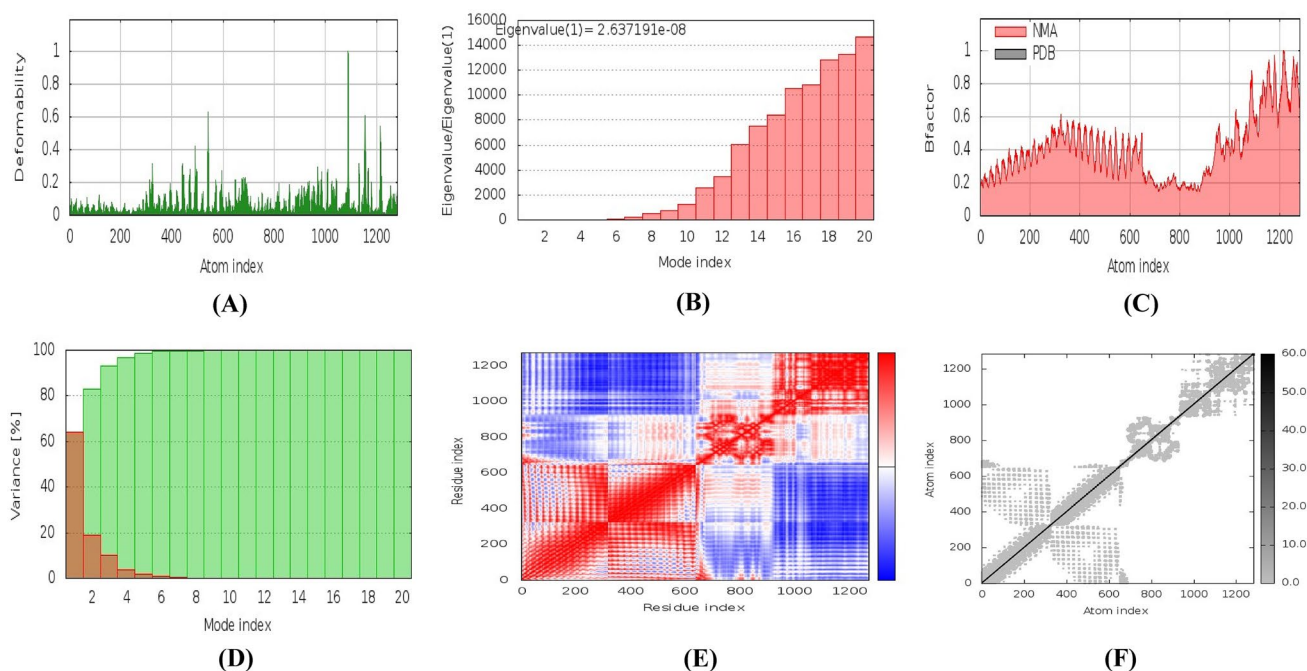 Deformability
1
0.8
0.6
0.4
0.2
0
0 200 400 600 800 1000 1200
Atom index
(A)
Eigenvalue/Eigenvalue(1)
16000
Eigenvalue(1)= 2.637191e-08
14000
12000
10000
8000
6000
4000
2000
0
2 4 6 8 10 12 14 16 18 20
Mode index
(B)
Bfactor
NMA
PDB
1
0.8
0.6
0.4
0.2
0
0 200 400 600 800 1000 1200
Atom index
(C)
Variance [%]
100
80
60
40
20
0
2 4 6 8 10 12 14 16 18 20
Mode index
(D)
Residue index
1200
1000
800
600
400
200
0
0 200 400 600 800 1000 1200
Residue index
(E)
Atom index
1200
1000
800
600
400
200
0
0 200 400 600 800 1000 1200
Atom index
60.0
50.0
40.0
30.0
20.0
10.0
0.0
(F)